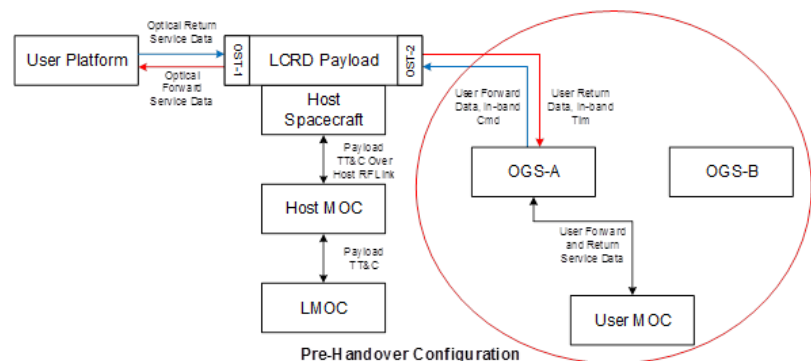 Optical Return
Service Data
User Platform
Optical
Forward
Service Data
OST-1
LCRD Payload
OST-2
Host
Spacecraft
User Forward
Data, In-band
Cmd
User Return
Data, In-band
Tlm
Payload
TT&C Over
Host RF Link
OGS-A
OGS-B
Host MOC
User Forward
and Return
Service Data
Payload
TT&C
LMOC
User MOC
Pre-Handover Configuration